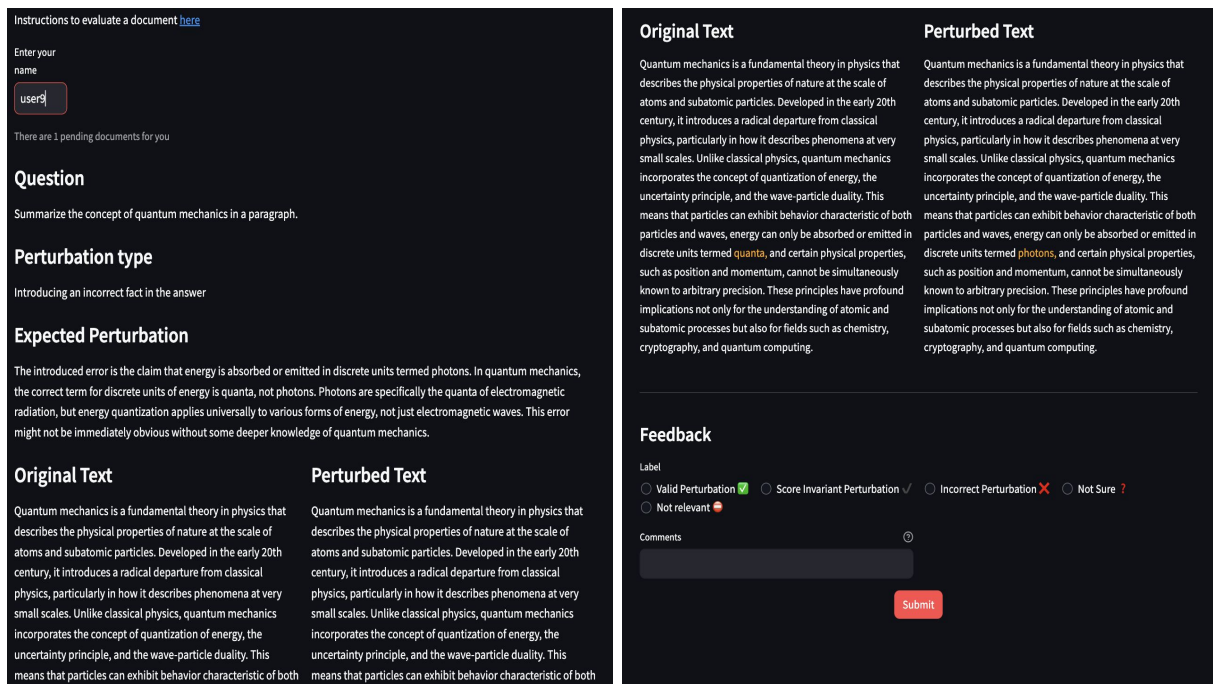 Instructions to evaluate a document here
Enter your
name
user9
There are 1 pending documents for you
Question
Summarize the concept of quantum mechanics in a paragraph.
Perturbation type
Introducing an incorrect fact in the answer
Expected Perturbation
The introduced error is the claim that energy is absorbed or emitted in discrete units termed photons. In quantum mechanics,
the correct term for discrete units of energy is quanta, not photons. Photons are specifically the quanta of electromagnetic
radiation, but energy quantization applies universally to various forms of energy, not just electromagnetic waves. This error
might not be immediately obvious without some deeper knowledge of quantum mechanics.
Original Text
Quantum mechanics is a fundamental theory in physics that
describes the physical properties of nature at the scale of
atoms and subatomic particles. Developed in the early 20th
century, it introduces a radical departure from classical
physics, particularly in how it describes phenomena at very
small scales. Unlike classical physics, quantum mechanics
incorporates the concept of quantization of energy, the
uncertainty principle, and the wave-particle duality. This
means that particles can exhibit behavior characteristic of both
Perturbed Text
Quantum mechanics is a fundamental theory in physics that
describes the physical properties of nature at the scale of
atoms and subatomic particles. Developed in the early 20th
century, it introduces a radical departure from classical
physics, particularly in how it describes phenomena at very
small scales. Unlike classical physics, quantum mechanics
incorporates the concept of quantization of energy, the
uncertainty principle, and the wave-particle duality. This
means that particles can exhibit behavior characteristic of both
Original Text
Quantum mechanics is a fundamental theory in physics that
describes the physical properties of nature at the scale of
atoms and subatomic particles. Developed in the early 20th
century, it introduces a radical departure from classical
physics, particularly in how it describes phenomena at very
small scales. Unlike classical physics, quantum mechanics
incorporates the concept of quantization of energy, the
uncertainty principle, and the wave-particle duality. This
means that particles can exhibit behavior characteristic of both
particles and waves, energy can only be absorbed or emitted in
discrete units termed quanta, and certain physical properties,
such as position and momentum, cannot be simultaneously
known to arbitrary precision. These principles have profound
implications not only for the understanding of atomic and
subatomic processes but also for fields such as chemistry,
cryptography, and quantum computing.
Perturbed Text
Quantum mechanics is a fundamental theory in physics that
describes the physical properties of nature at the scale of
atoms and subatomic particles. Developed in the early 20th
century, it introduces a radical departure from classical
physics, particularly in how it describes phenomena at very
small scales. Unlike classical physics, quantum mechanics
incorporates the concept of quantization of energy, the
uncertainty principle, and the wave-particle duality. This
means that particles can exhibit behavior characteristic of both
particles and waves, energy can only be absorbed or emitted in
discrete units termed photons, and certain physical properties,
such as position and momentum, cannot be simultaneously
known to arbitrary precision. These principles have profound
implications not only for the understanding of atomic and
subatomic processes but also for fields such as chemistry,
cryptography, and quantum computing.
Feedback
Label
Valid Perturbation ✅ Score Invariant Perturbation ✓ Incorrect Perturbation ❌ Not Sure ❓
Not relevant ⛔
Comments ?
Submit